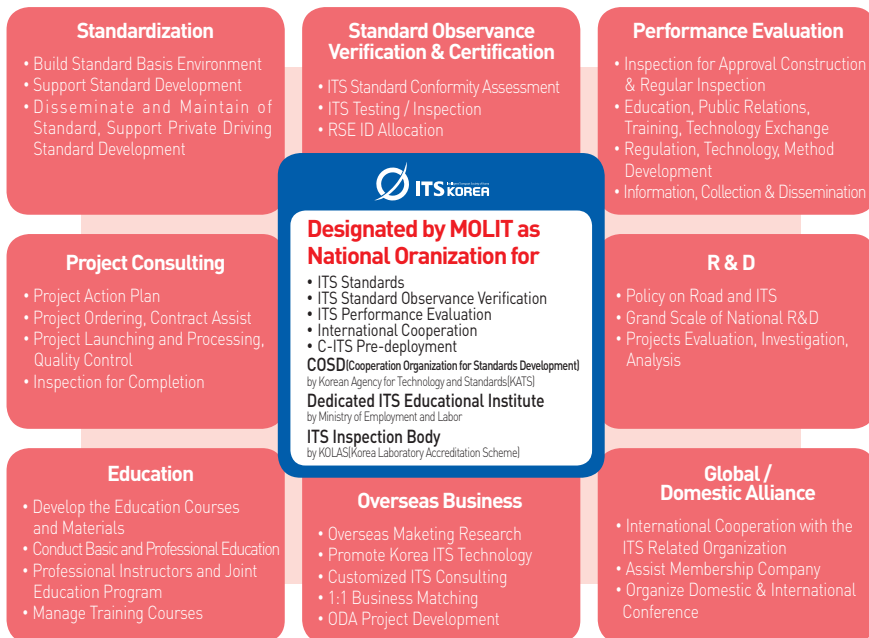 Standardization
• Build Standard Basis Environment
• Support Standard Development
• Disseminate and Maintain of
Standard, Support Private Driving
Standard Development
Standard Observance
Verification & Certification
• ITS Standard Conformity Assessment
• ITS Testing / Inspection
• RSE ID Allocation
Performance Evaluation
• Inspection for Approval Construction
& Regular Inspection
• Education, Public Relations,
Training, Technology Exchange
• Regulation, Technology, Method
Development
• Information, Collection & Dissemination
ITS KOREA
Designated by MOLIT as
National Oranization for
• ITS Standards
• ITS Standard Observance Verification
• ITS Performance Evaluation
• International Cooperation
• C-ITS Pre-deployment
COSD(Cooperation Organization for Standards Development)
by Korean Agency for Technology and Standards(KATS)
Dedicated ITS Educational Institute
by Ministry of Employment and Labor
ITS Inspection Body
by KOLAS(Korea Laboratory Accreditation Scheme)
Project Consulting
• Project Action Plan
• Project Ordering, Contract Assist
• Project Launching and Processing,
Quality Control
• Inspection for Completion
R & D
• Policy on Road and ITS
• Grand Scale of National R&D
• Projects Evaluation, Investigation,
Analysis
Education
• Develop the Education Courses
and Materials
• Conduct Basic and Professional Education
• Professional Instructors and Joint
Education Program
• Manage Training Courses
Overseas Business
• Overseas Maketing Research
• Promote Korea ITS Technology
• Customized ITS Consulting
• 1:1 Business Matching
• ODA Project Development
Global /
Domestic Alliance
• International Cooperation with the
ITS Related Organization
• Assist Membership Company
• Organize Domestic & International
Conference